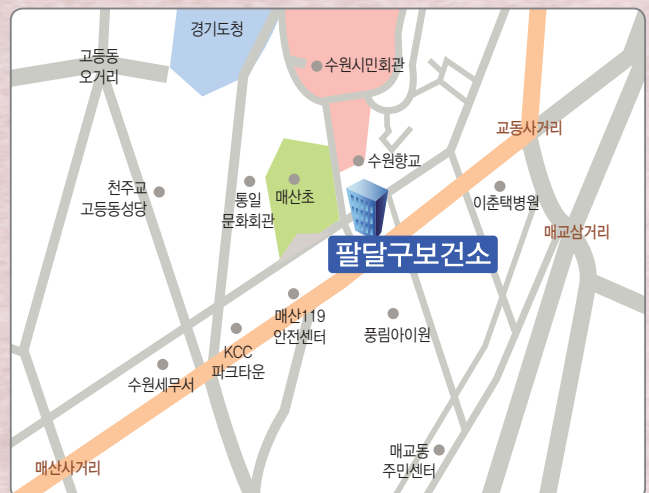 경기도청
고등동
오거리
수원시민회관
교동사거리
수원향교
천주교
고등동성당
통일
문화회관
매산초
이춘택병원
매교삼거리
팔달구보건소
매산119
안전센터
풍림아이원
KCC
파크타운
수원세무서
매교동
주민센터
매산사거리